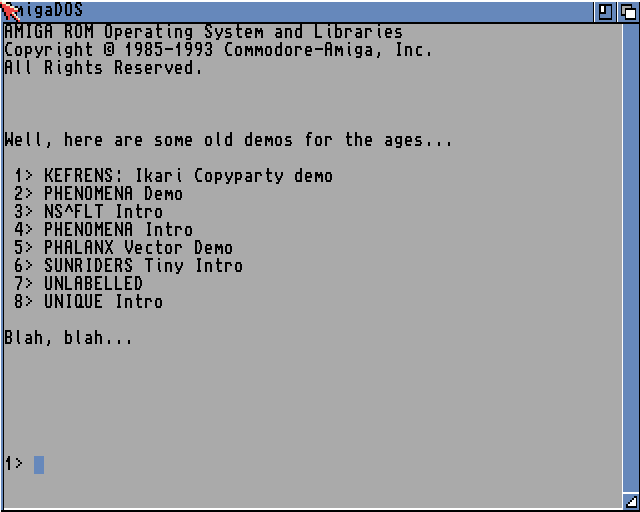 AmigaDOS
AMIGA ROM Operating System and Libraries
Copyright © 1985-1993 Commodore-Amiga, Inc.
All Rights Reserved.
Well, here are some old demos for the ages...
1> KEFRENS: Ikari Copyparty demo
2> PHENOMENA Demo
3> NS^FLT Intro
4> PHENOMENA Intro
5> PHALANX Vector Demo
6> SUNRIDERS Tiny Intro
7> UNLABELLED
8> UNIQUE Intro
Blah, blah...
1>